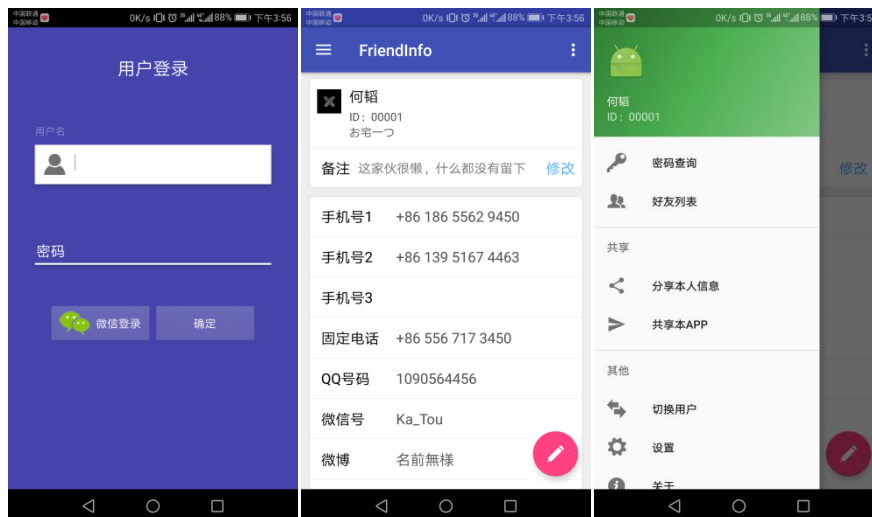 中国联通
中国移动
0K/s
88%
下午3:56
用户登录
用户名
密码
微信登录
确定
中国联通
中国移动
0K/s
88%
下午3:56
FriendInfo
何韬
ID: 00001
お宅一つ
备注 这家伙很懒，什么都没有留下 修改
手机号1 +86 186 5562 9450
手机号2 +86 139 5167 4463
手机号3
固定电话 +86 556 717 3450
QQ号码 1090564456
微信号 Ka_Tou
微博 名前無様
中国联通
中国移动
0K/s
88%
下午3:5
何韬
ID: 00001
密码查询
修改
好友列表
共享
分享本人信息
共享本APP
其他
切换用户
设置
关于